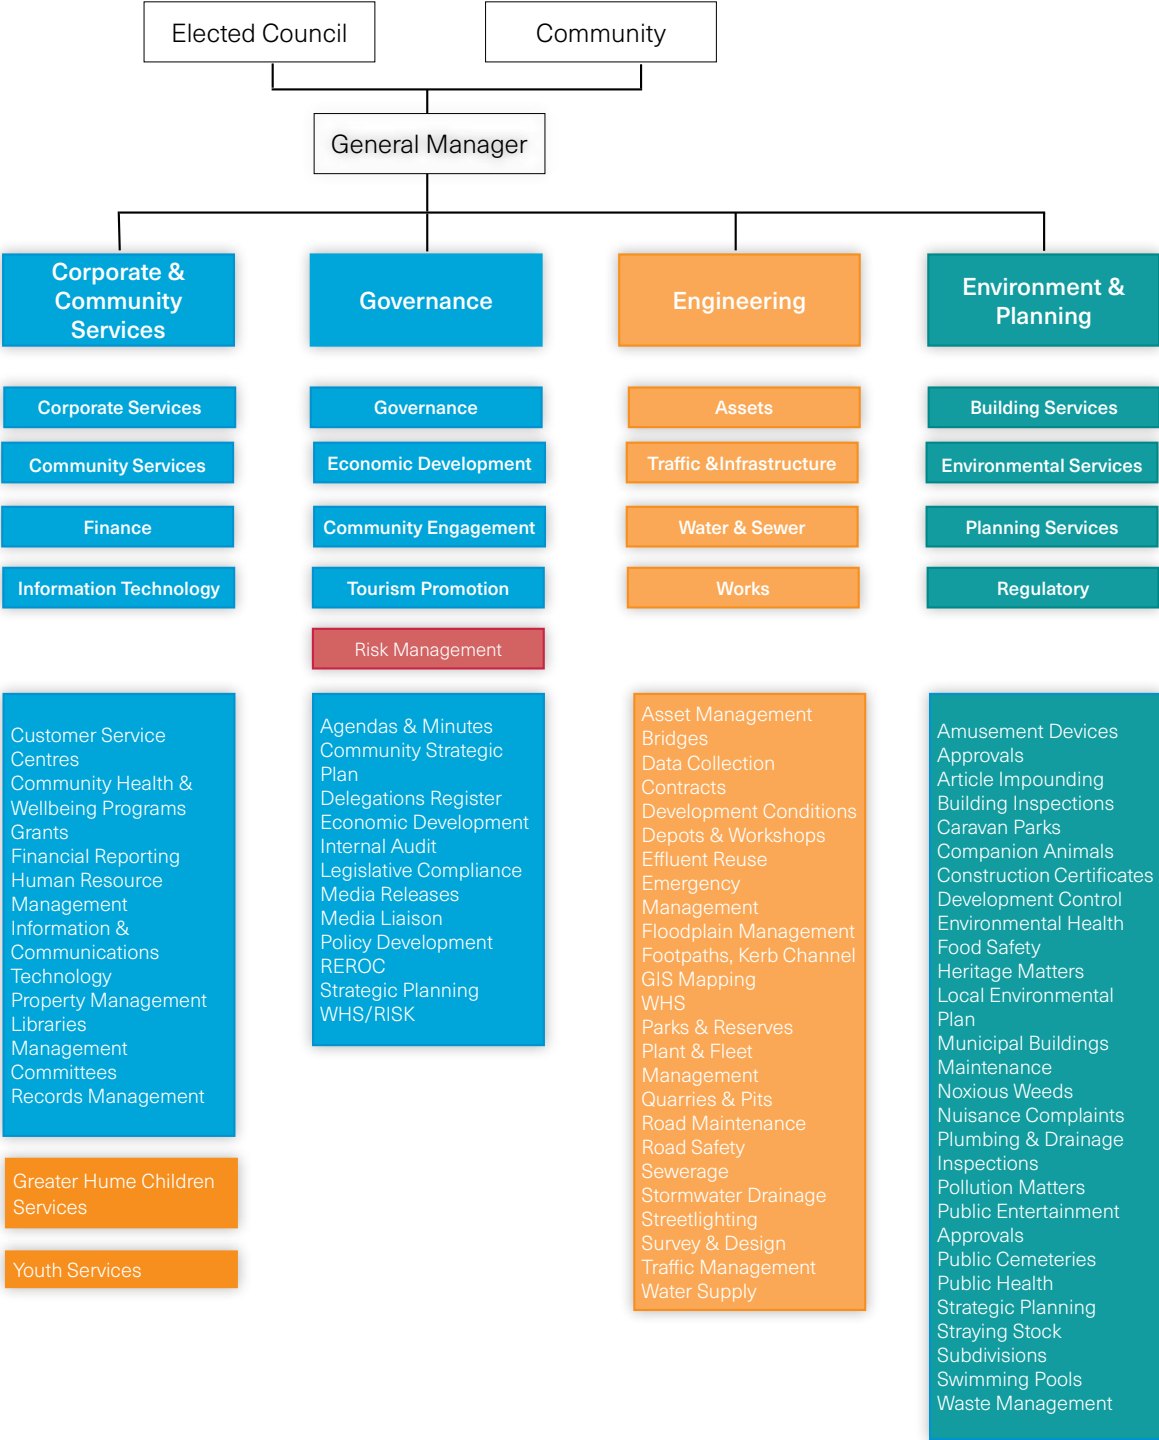 Elected Council
Community
General Manager
Corporate &
Community
Services
Governance
Engineering
Environment &
Planning
Corporate Services
Community Services
Finance
Information Technology
Governance
Economic Development
Community Engagement
Tourism Promotion
Risk Management
Assets
Traffic &Infrastructure
Water & Sewer
Works
Building Services
Environmental Services
Planning Services
Regulatory
Customer Service
Centres
Community Health &
Wellbeing Programs
Grants
Financial Reporting
Human Resource
Management
Information &
Communications
Technology
Property Management
Libraries
Management
Committees
Records Management
Greater Hume Children
Services
Youth Services
Agendas & Minutes
Community Strategic
Plan
Delegations Register
Economic Development
Internal Audit
Legislative Compliance
Media Releases
Media Liaison
Policy Development
REROC
Strategic Planning
WHS/RISK
Asset Management
Bridges
Data Collection
Contracts
Development Conditions
Depots & Workshops
Effluent Reuse
Emergency
Management
Floodplain Management
Footpaths, Kerb Channel
GIS Mapping
WHS
Parks & Reserves
Plant & Fleet
Management
Quarries & Pits
Road Maintenance
Road Safety
Sewerage
Stormwater Drainage
Streetlighting
Survey & Design
Traffic Management
Water Supply
Amusement Devices
Approvals
Article Impounding
Building Inspections
Caravan Parks
Companion Animals
Construction Certificates
Development Control
Environmental Health
Food Safety
Heritage Matters
Local Environmental
Plan
Municipal Buildings
Maintenance
Noxious Weeds
Nuisance Complaints
Plumbing & Drainage
Inspections
Pollution Matters
Public Entertainment
Approvals
Public Cemeteries
Public Health
Strategic Planning
Straying Stock
Subdivisions
Swimming Pools
Waste Management